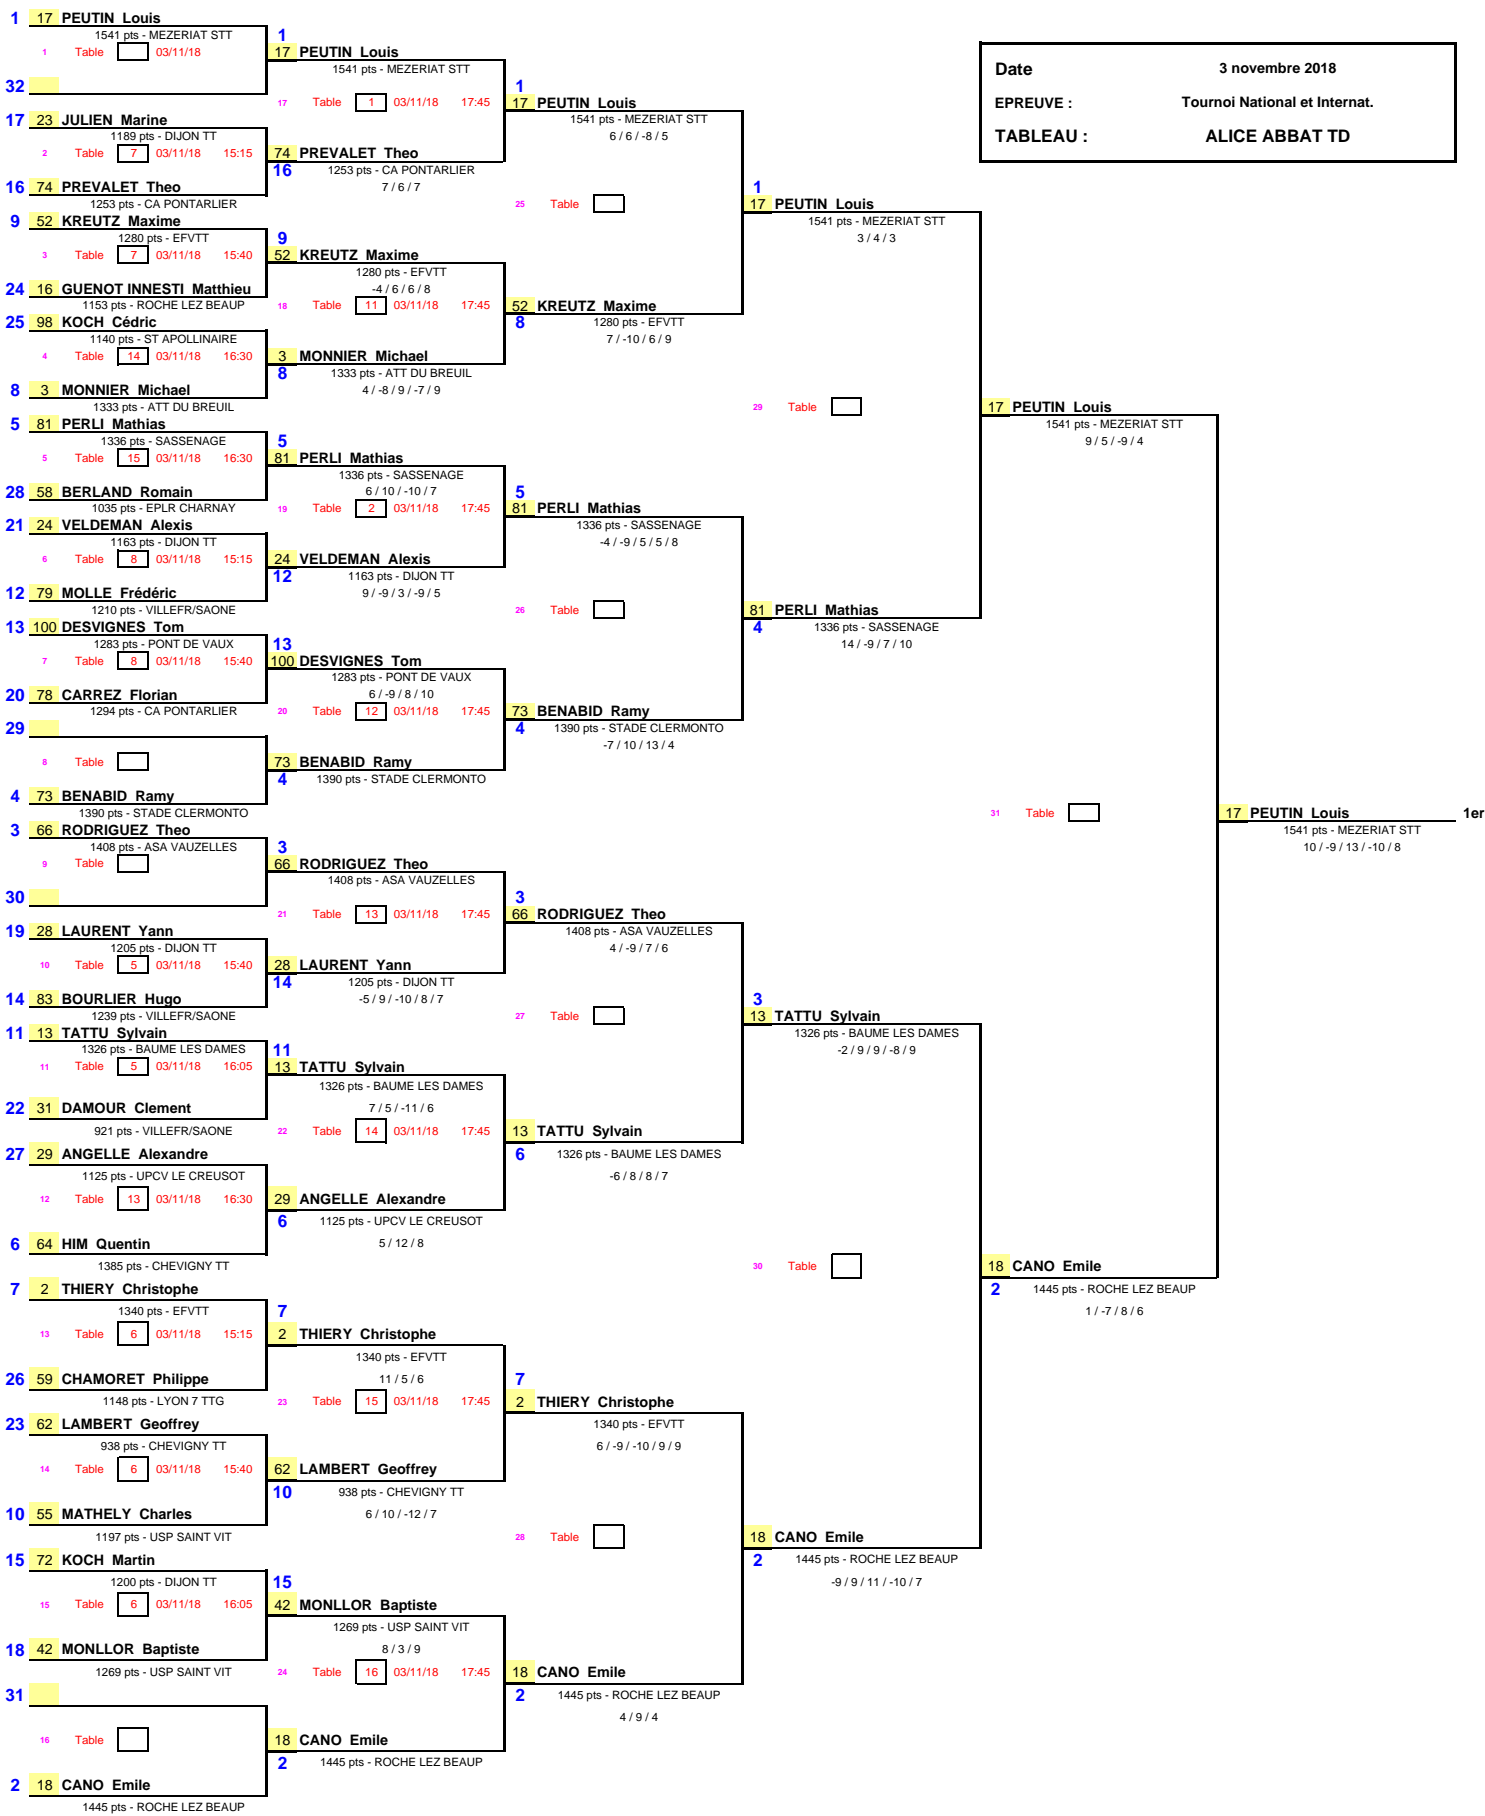 Date 3 novembre 2018
EPREUVE : Tournoi National et Internat.
TABLEAU : ALICE ABBAT TD
1 17 PEUTIN Louis
1541 pts - MEZERIAT STT
1 Table 03/11/18
32
17 23 JULIEN Marine
1189 pts - DIJON TT
2 Table 7 03/11/18 15:15
16 74 PREVALET Theo
1253 pts - CA PONTARLIER
9 52 KREUTZ Maxime
1280 pts - EFVTT
3 Table 7 03/11/18 15:40
24 16 GUENOT INNESTI Matthieu
1153 pts - ROCHE LEZ BEAUP
25 98 KOCH Cédric
1140 pts - ST APOLLINAIRE
4 Table 14 03/11/18 16:30
8 3 MONNIER Michael
1333 pts - ATT DU BREUIL
5 81 PERLI Mathias
1336 pts - SASSENAGE
5 Table 15 03/11/18 16:30
28 58 BERLAND Romain
1035 pts - EPLR CHARNAY
21 24 VELDEMAN Alexis
1163 pts - DIJON TT
6 Table 8 03/11/18 15:15
12 79 MOLLE Frédéric
1210 pts - VILLEFR/SAONE
13 100 DESVIGNES Tom
1283 pts - PONT DE VAUX
7 Table 8 03/11/18 15:40
20 78 CARREZ Florian
1294 pts - CA PONTARLIER
29
8 Table
4 73 BENABID Ramy
1390 pts - STADE CLERMONTO
3 66 RODRIGUEZ Theo
1408 pts - ASA VAUZELLES
9 Table
30
19 28 LAURENT Yann
1205 pts - DIJON TT
10 Table 5 03/11/18 15:40
14 83 BOURLIER Hugo
1239 pts - VILLEFR/SAONE
11 13 TATTU Sylvain
1326 pts - BAUME LES DAMES
11 Table 5 03/11/18 16:05
22 31 DAMOUR Clement
921 pts - VILLEFR/SAONE
27 29 ANGELLE Alexandre
1125 pts - UPCV LE CREUSOT
12 Table 13 03/11/18 16:30
6 64 HIM Quentin
1385 pts - CHEVIGNY TT
7 2 THIERY Christophe
1340 pts - EFVTT
13 Table 6 03/11/18 15:15
26 59 CHAMORET Philippe
1148 pts - LYON 7 TTG
23 62 LAMBERT Geoffrey
938 pts - CHEVIGNY TT
14 Table 6 03/11/18 15:40
10 55 MATHELY Charles
1197 pts - USP SAINT VIT
15 72 KOCH Martin
1200 pts - DIJON TT
15 Table 6 03/11/18 16:05
18 42 MONLLOR Baptiste
1269 pts - USP SAINT VIT
31
16 Table
2 18 CANO Emile
1445 pts - ROCHE LEZ BEAUP
1
17 PEUTIN Louis
1541 pts - MEZERIAT STT
17 Table 1 03/11/18 17:45
74 PREVALET Theo
16 1253 pts - CA PONTARLIER
7 / 6 / 7
9
52 KREUTZ Maxime
1280 pts - EFVTT
-4 / 6 / 6 / 8
18 Table 11 03/11/18 17:45
3 MONNIER Michael
8 1333 pts - ATT DU BREUIL
4 / -8 / 9 / -7 / 9
5
81 PERLI Mathias
1336 pts - SASSENAGE
6 / 10 / -10 / 7
19 Table 2 03/11/18 17:45
24 VELDEMAN Alexis
12 1163 pts - DIJON TT
9 / -9 / 3 / -9 / 5
13
100 DESVIGNES Tom
1283 pts - PONT DE VAUX
6 / -9 / 8 / 10
20 Table 12 03/11/18 17:45
73 BENABID Ramy
4 1390 pts - STADE CLERMONTO
3
66 RODRIGUEZ Theo
1408 pts - ASA VAUZELLES
21 Table 13 03/11/18 17:45
28 LAURENT Yann
14 1205 pts - DIJON TT
-5 / 9 / -10 / 8 / 7
11
13 TATTU Sylvain
1326 pts - BAUME LES DAMES
7 / 5 / -11 / 6
22 Table 14 03/11/18 17:45
29 ANGELLE Alexandre
6 1125 pts - UPCV LE CREUSOT
5 / 12 / 8
7
2 THIERY Christophe
1340 pts - EFVTT
11 / 5 / 6
23 Table 15 03/11/18 17:45
62 LAMBERT Geoffrey
10 938 pts - CHEVIGNY TT
6 / 10 / -12 / 7
15
42 MONLLOR Baptiste
1269 pts - USP SAINT VIT
8 / 3 / 9
24 Table 16 03/11/18 17:45
18 CANO Emile
2 1445 pts - ROCHE LEZ BEAUP
1
17 PEUTIN Louis
1541 pts - MEZERIAT STT
6 / 6 / -8 / 5
25 Table
52 KREUTZ Maxime
8 1280 pts - EFVTT
7 / -10 / 6 / 9
5
81 PERLI Mathias
1336 pts - SASSENAGE
-4 / -9 / 5 / 5 / 8
26 Table
73 BENABID Ramy
4 1390 pts - STADE CLERMONTO
-7 / 10 / 13 / 4
3
66 RODRIGUEZ Theo
1408 pts - ASA VAUZELLES
4 / -9 / 7 / 6
27 Table
13 TATTU Sylvain
6 1326 pts - BAUME LES DAMES
-6 / 8 / 8 / 7
7
2 THIERY Christophe
1340 pts - EFVTT
6 / -9 / -10 / 9 / 9
28 Table
18 CANO Emile
2 1445 pts - ROCHE LEZ BEAUP
4 / 9 / 4
1
17 PEUTIN Louis
1541 pts - MEZERIAT STT
3 / 4 / 3
29 Table
81 PERLI Mathias
4 1336 pts - SASSENAGE
14 / -9 / 7 / 10
3
13 TATTU Sylvain
1326 pts - BAUME LES DAMES
-2 / 9 / 9 / -8 / 9
30 Table
18 CANO Emile
2 1445 pts - ROCHE LEZ BEAUP
-9 / 9 / 11 / -10 / 7
17 PEUTIN Louis
1541 pts - MEZERIAT STT
9 / 5 / -9 / 4
31 Table
18 CANO Emile
2 1445 pts - ROCHE LEZ BEAUP
1 / -7 / 8 / 6
17 PEUTIN Louis 1er
1541 pts - MEZERIAT STT
10 / -9 / 13 / -10 / 8